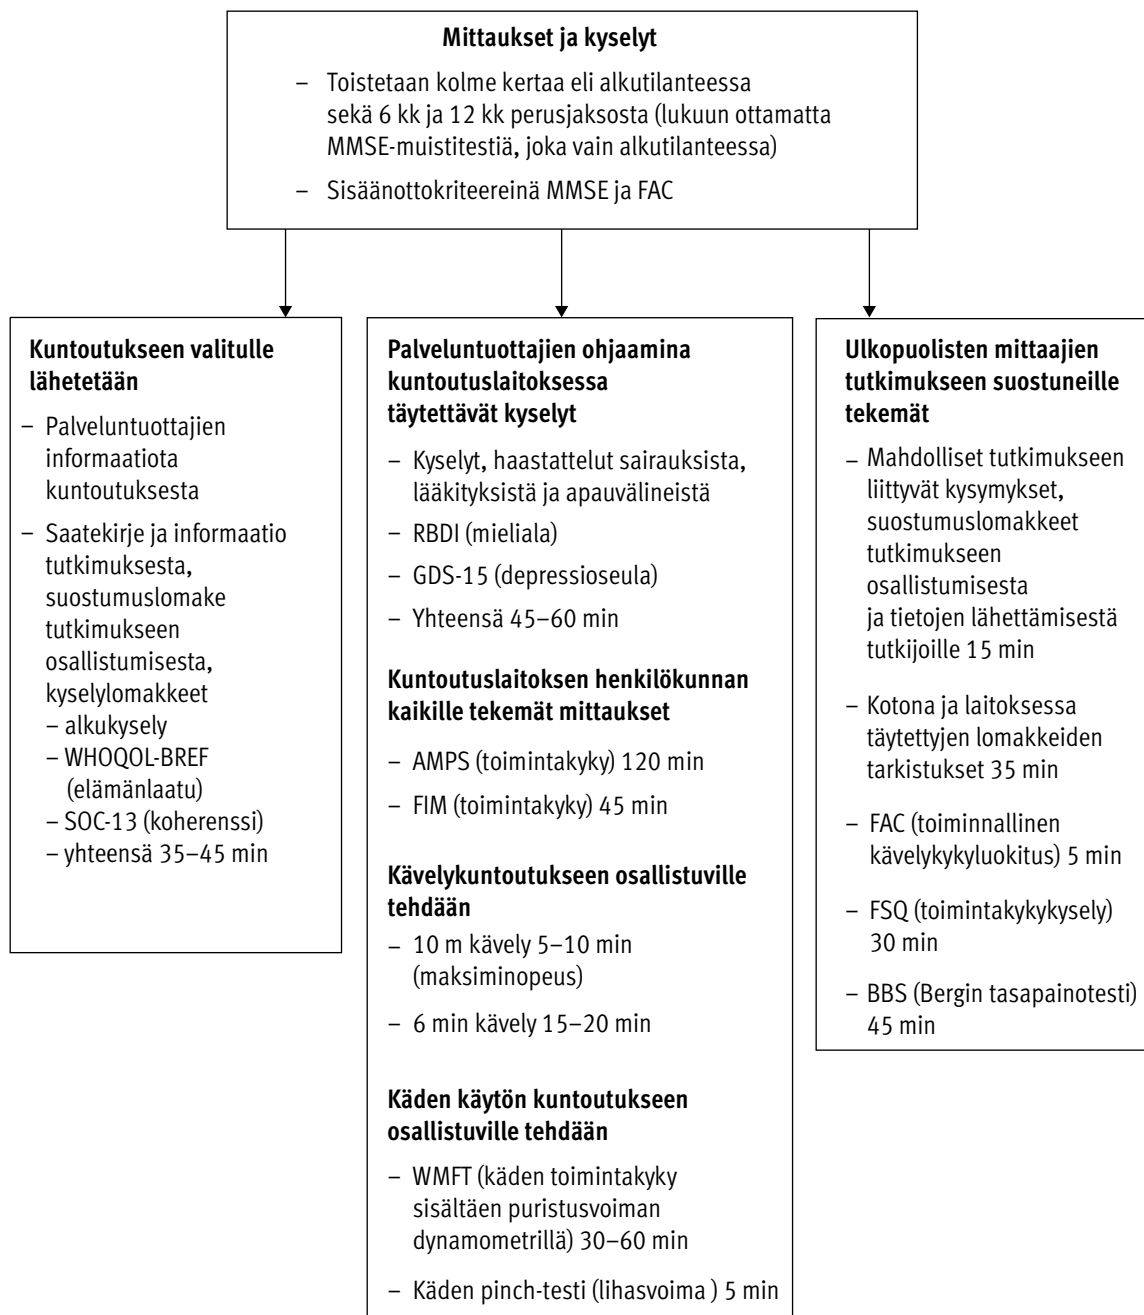 Mittaukset ja kyselyt
– Toistetaan kolme kertaa eli alkutilanteessa
sekä 6 kk ja 12 kk perusjaksosta (lukuun ottamatta
MMSE-muistitestiä, joka vain alkutilanteessa)
– Sisäänottokriteereinä MMSE ja FAC
Kuntoutukseen valitulle
lähetetään
– Palveluntuottajien
informaatiota
kuntoutuksesta
– Saatekirje ja informaatio
tutkimuksesta,
suostumuslomake
tutkimukseen
osallistumisesta,
kyselylomakkeet
– alkukysely
– WHOQOL-BREF
(elämänlaatu)
– SOC-13 (koherenssi)
– yhteensä 35–45 min
Palveluntuottajien ohjaamina
kuntoutuslaitoksessa
täytettävät kyselyt
– Kyselyt, haastattelut sairauksista,
lääkityksistä ja apauvälineistä
– RBDI (mieliala)
– GDS-15 (depressioseula)
– Yhteensä 45–60 min
Kuntoutuslaitoksen henkilökunnan
kaikille tekemät mittaukset
– AMPS (toimintakyky) 120 min
– FIM (toimintakyky) 45 min
Kävelykuntoutukseen osallistuville
tehdään
– 10 m kävely 5–10 min
(maksiminopeus)
– 6 min kävely 15–20 min
Käden käytön kuntoutukseen
osallistuville tehdään
– WMFT (käden toimintakyky
sisältäen puristusvoiman
dynamometrillä) 30–60 min
– Käden pinch-testi (lihasvoima ) 5 min
Ulkopuolisten mittaajien
tutkimukseen suostuneille
tekemät
– Mahdolliset tutkimukseen
liittyvät kysymykset,
suostumuslomakkeet
tutkimukseen
osallistumisesta
ja tietojen lähettämisestä
tutkijoille 15 min
– Kotona ja laitoksessa
täytettyjen lomakkeiden
tarkistukset 35 min
– FAC (toiminnallinen
kävelykykyluokitus) 5 min
– FSQ (toimintakykykysely)
30 min
– BBS (Bergin tasapainotesti)
45 min